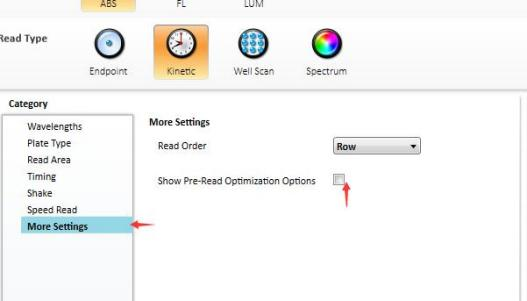 ABS FL LUM
Read Type
Endpoint Kinetic Well Scan Spectrum
Category
Wavelengths
Plate Type
Read Area
Timing
Shake
Speed Read
More Settings
More Settings
Read Order Row
Show Pre-Read Optimization Options